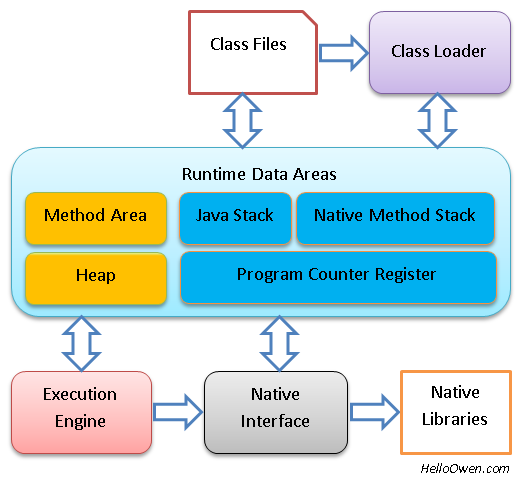 Class Files
Class Loader
Runtime Data Areas
Method Area
Java Stack
Native Method Stack
Heap
Program Counter Register
Execution
Engine
Native
Interface
Native
Libraries
HelloOwen.com